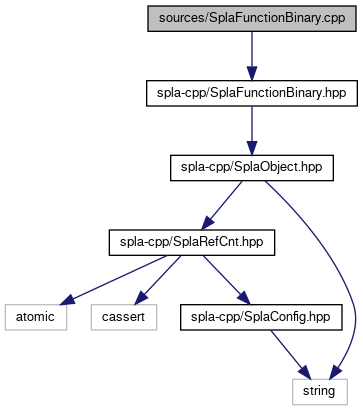 sources/SplaFunctionBinary.cpp
spla-cpp/SplaFunctionBinary.hpp
spla-cpp/SplaObject.hpp
spla-cpp/SplaRefCnt.hpp
atomic
cassert
spla-cpp/SplaConfig.hpp
string